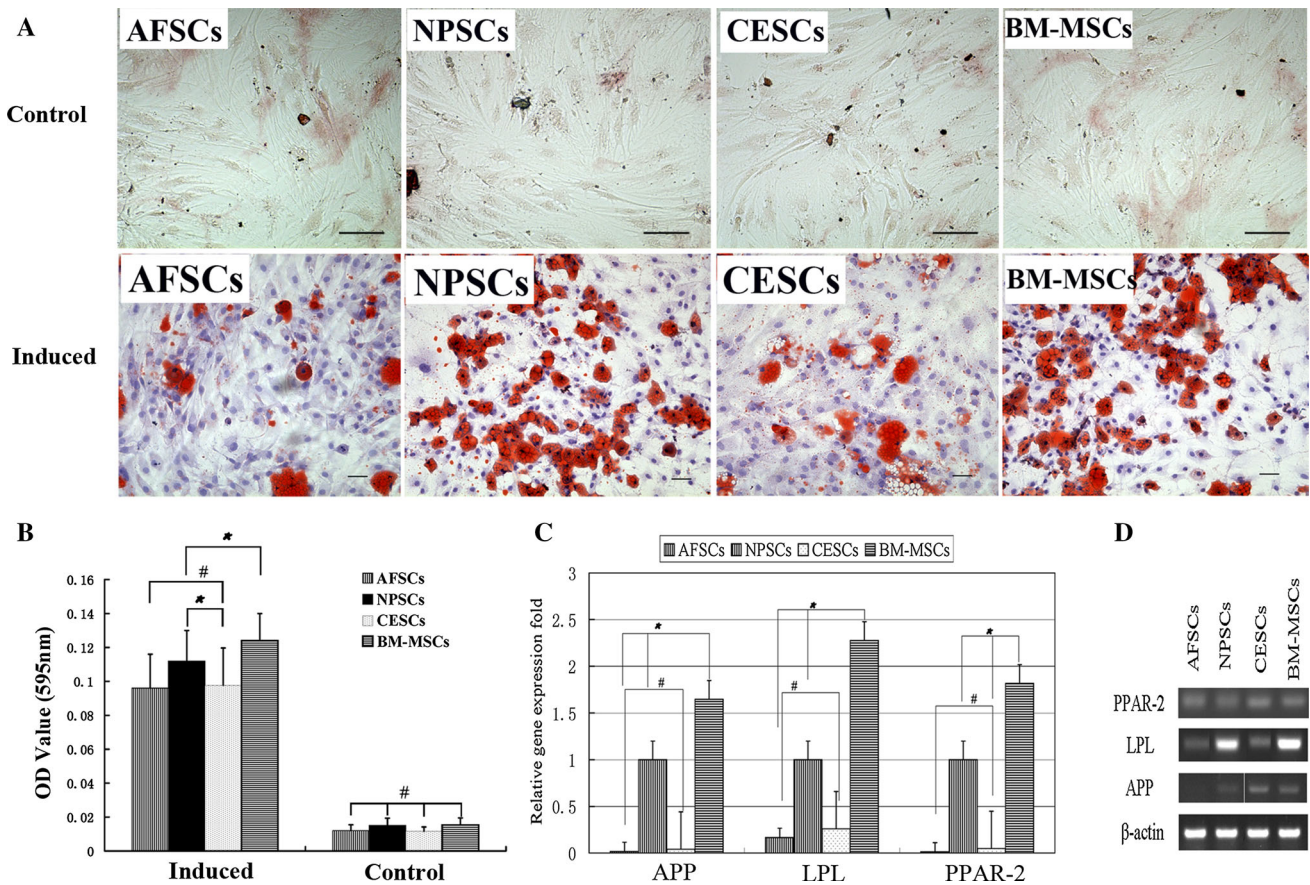 A
Control
AFSCs
NPSCs
CESCs
BM-MSCs
Induced
AFSCs
NPSCs
CESCs
BM-MSCs
B
OD Value (595nm)
0.16
0.14
0.12
0.1
0.08
0.06
0.04
0.02
0
*
#
*
#
AFSCs
NPSCs
CESCs
BM-MSCs
Induced
Control
C
AFSCs NPSCs CESCs BM-MSCs
Relative gene expression fold
3
2.5
2
1.5
1
0.5
0
*
#
*
#
*
#
APP
LPL
PPAR-2
D
AFSCs
NPSCs
CESCs
BM-MSCs
PPAR-2
LPL
APP
β-actin